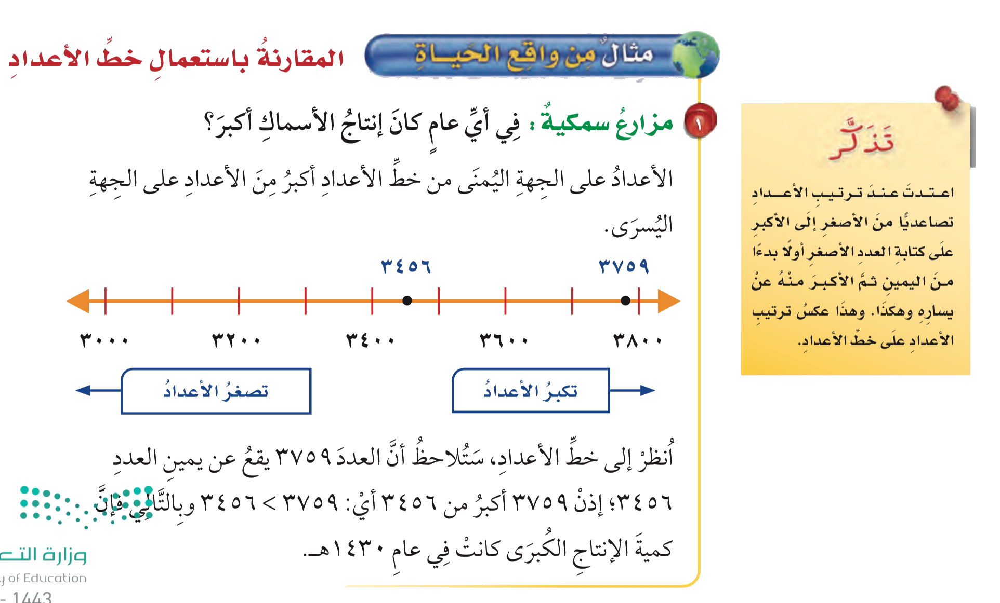 مثالٌ مِن واقِعِ الحَيـاةِ
المقارنةُ باستعمالِ خطِّ الأعدادِ
١
مزارعُ سمكيةٌ : فِي أيِّ عامٍ كانَ إنتاجُ الأسماكِ أكبرَ؟
الأعدادُ على الجِهةِ اليُمنَى من خطِّ الأعدادِ أكبرُ مِنَ الأعدادِ على الجِهةِ
اليُسرَى.
٣٤٥٦ ٣٧٥٩
٣٠٠٠ ٣٢٠٠ ٣٤٠٠ ٣٦٠٠ ٣٨٠٠
تكبرُ الأعدادُ
تصغرُ الأعدادُ
اُنظرْ إلى خطِّ الأعدادِ، سَتُلاحظُ أنَّ العددَ ٣٧٥٩ يقعُ عن يمينِ العددِ
٣٤٥٦؛ إذنْ ٣٧٥٩ أكبرُ من ٣٤٥٦ أيْ: ٣٧٥٩ > ٣٤٥٦ وبِالتَّالِي فإنَّ
كميةَ الإنتاجِ الكُبرَى كانتْ فِي عامِ ١٤٣٠هـ.
تَذَكَّر
اعتدتَ عندَ ترتيبِ الأعدادِ
تصاعديًّا منَ الأصغرِ إلَى الأكبرِ
علَى كتابةِ العددِ الأصغرِ أولًا بدءًا
منَ اليمينِ ثمَّ الأكبرَ منْهُ عنْ
يسارِهِ وهكذَا. وهذَا عكسُ ترتيبِ
الأعدادِ علَى خطِّ الأعدادِ.
وزارة التعـ
y of Education
- 1443